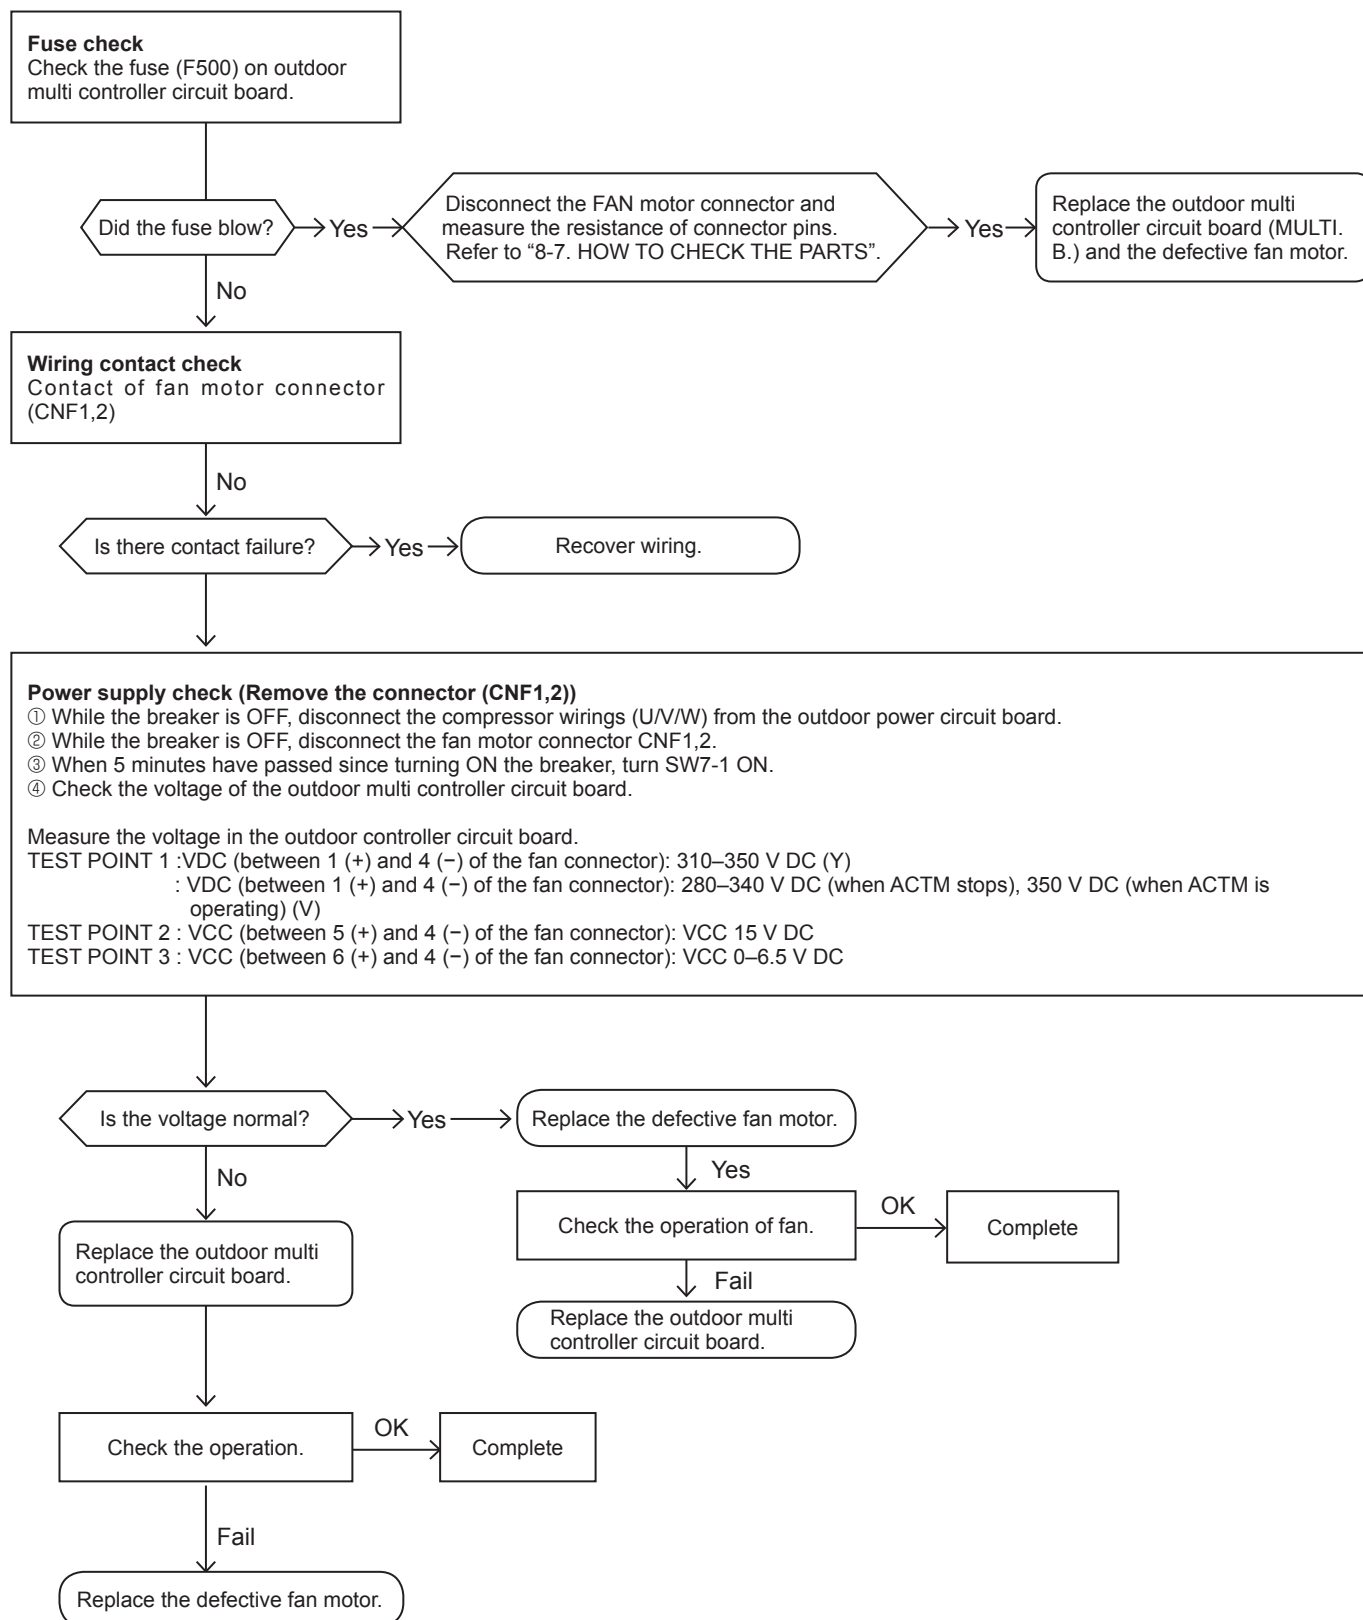 Fuse check
Check the fuse (F500) on outdoor
multi controller circuit board.
Did the fuse blow?
Yes
Disconnect the FAN motor connector and
measure the resistance of connector pins.
Refer to “8-7. HOW TO CHECK THE PARTS”.
Yes
Replace the outdoor multi
controller circuit board (MULTI.
B.) and the defective fan motor.
No
Wiring contact check
Contact of fan motor connector
(CNF1,2)
No
Is there contact failure?
Yes
Recover wiring.
Power supply check (Remove the connector (CNF1,2))
① While the breaker is OFF, disconnect the compressor wirings (U/V/W) from the outdoor power circuit board.
② While the breaker is OFF, disconnect the fan motor connector CNF1,2.
③ When 5 minutes have passed since turning ON the breaker, turn SW7-1 ON.
④ Check the voltage of the outdoor multi controller circuit board.
Measure the voltage in the outdoor controller circuit board.
TEST POINT 1 :VDC (between 1 (+) and 4 (−) of the fan connector): 310–350 V DC (Y)
: VDC (between 1 (+) and 4 (−) of the fan connector): 280–340 V DC (when ACTM stops), 350 V DC (when ACTM is
operating) (V)
TEST POINT 2 : VCC (between 5 (+) and 4 (−) of the fan connector): VCC 15 V DC
TEST POINT 3 : VCC (between 6 (+) and 4 (−) of the fan connector): VCC 0–6.5 V DC
Is the voltage normal?
Yes
Replace the defective fan motor.
No
Yes
Check the operation of fan.
OK
Complete
Replace the outdoor multi
controller circuit board.
Fail
Replace the outdoor multi
controller circuit board.
Check the operation.
OK
Complete
Fail
Replace the defective fan motor.